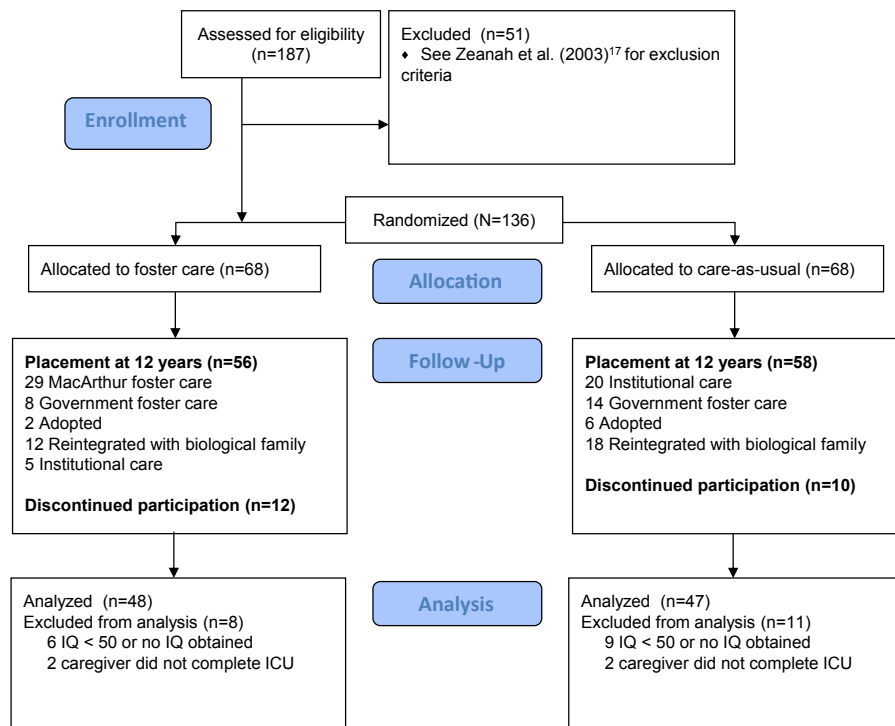 Assessed for eligibility
(n=187)
Excluded (n=51)
♦ See Zeanah et al. (2003)17 for exclusion
criteria
Enrollment
Randomized (N=136)
Allocated to foster care (n=68)
Allocation
Allocated to care-as-usual (n=68)
Follow-Up
Placement at 12 years (n=56)
29 MacArthur foster care
8 Government foster care
2 Adopted
12 Reintegrated with biological family
5 Institutional care
Discontinued participation (n=12)
Placement at 12 years (n=58)
20 Institutional care
14 Government foster care
6 Adopted
18 Reintegrated with biological family
Discontinued participation (n=10)
Analysis
Analyzed (n=48)
Excluded from analysis (n=8)
6 IQ < 50 or no IQ obtained
2 caregiver did not complete ICU
Analyzed (n=47)
Excluded from analysis (n=11)
9 IQ < 50 or no IQ obtained
2 caregiver did not complete ICU